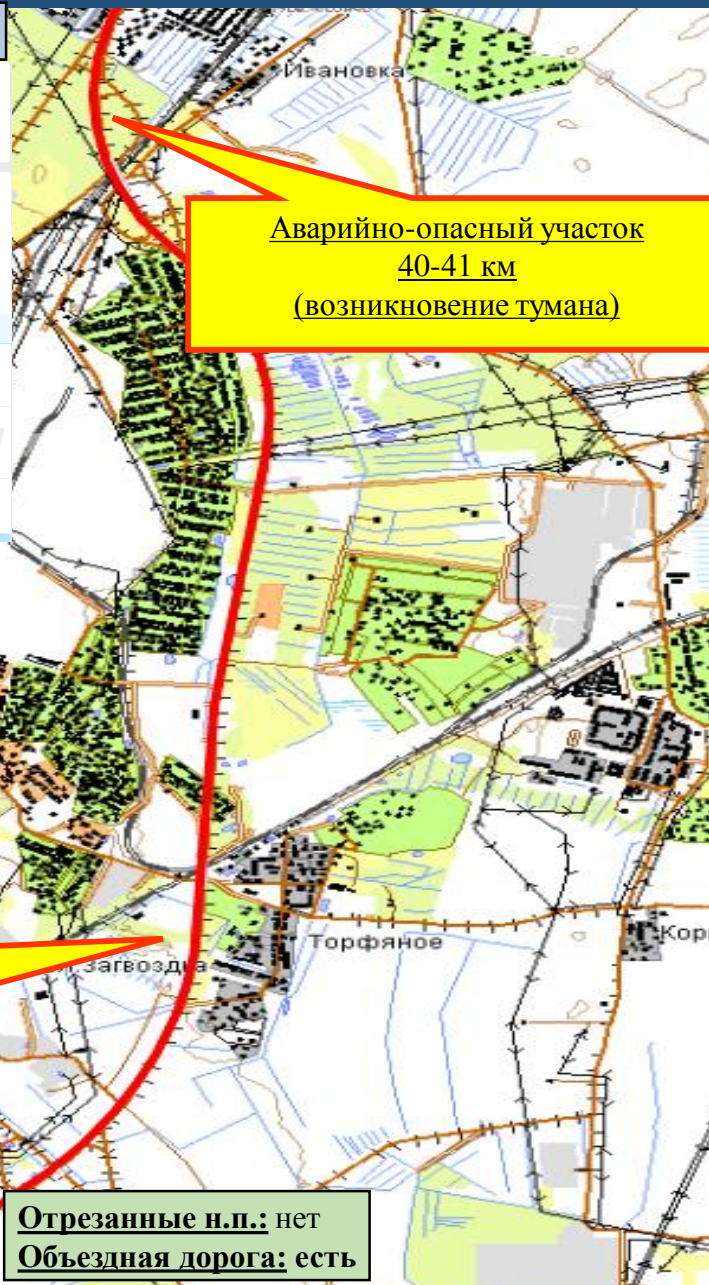 Ивановка
Аварийно-опасный участок
40-41 км
(возникновение тумана)
Торфяное
Загвоздка
Отрезанные н.п.: нет
Объездная дорога: есть